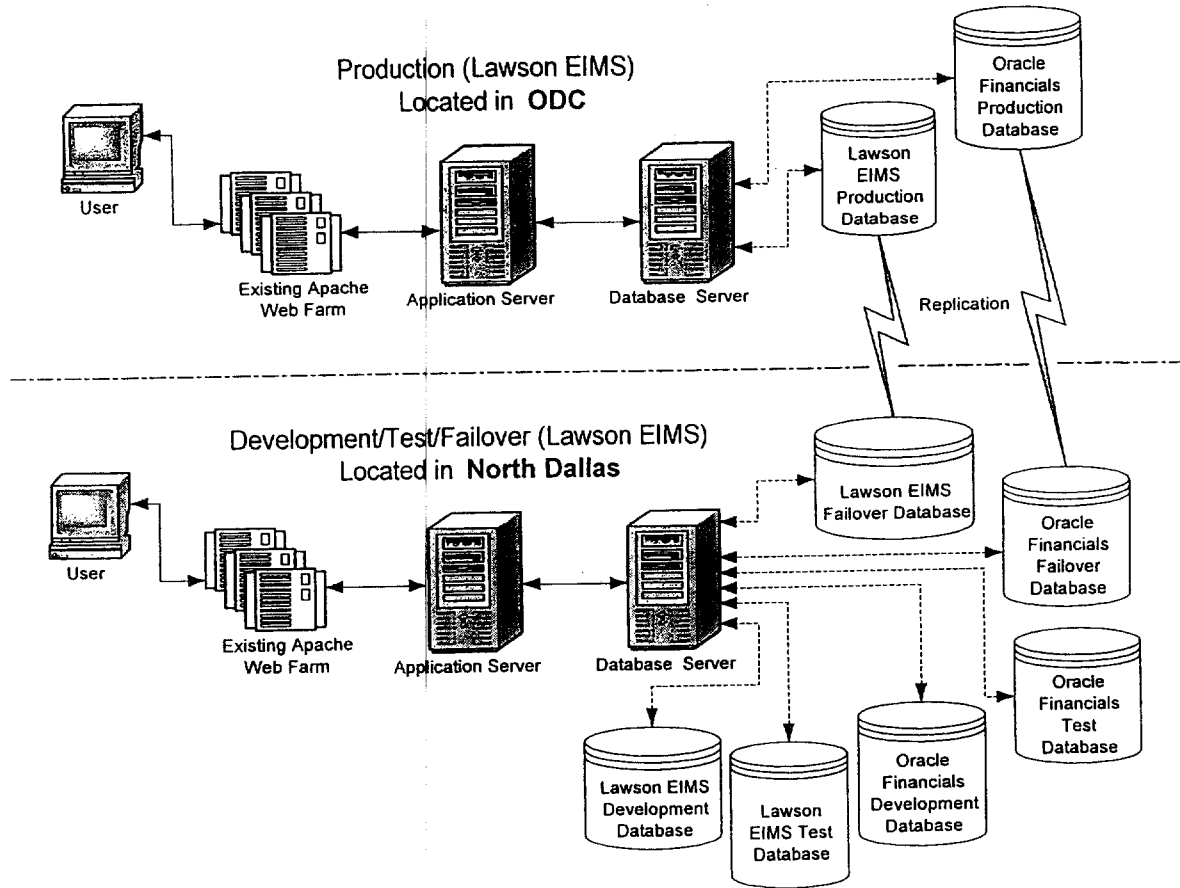 Production (Lawson EIMS)
Located in ODC
Oracle
Financials
Production
Database
Lawson
EIMS
Production
Database
User
Existing Apache
Web Farm
Application Server
Database Server
Replication
Development/Test/Failover (Lawson EIMS)
Located in North Dallas
Lawson EIMS
Failover Database
Oracle
Financials
Failover
Database
User
Existing Apache
Web Farm
Application Server
Database Server
Oracle
Financials
Test
Database
Lawson EIMS
Development
Database
Lawson
EIMS Test
Database
Oracle
Financials
Development
Database